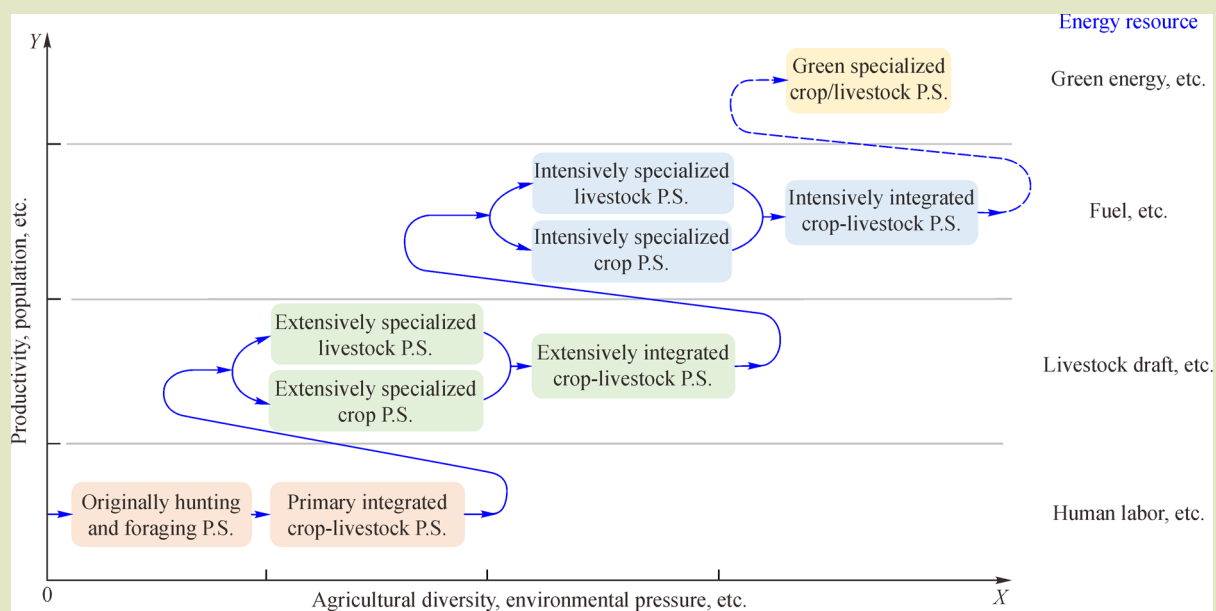 Energy resource
Y
Green specialized
crop/livestock P.S.
Green energy, etc.
Intensively specialized
livestock P.S.
Intensively specialized
crop P.S.
Intensively integrated
crop-livestock P.S.
Fuel, etc.
Productivity, population, etc.
Extensively specialized
livestock P.S.
Extensively specialized
crop P.S.
Extensively integrated
crop-livestock P.S.
Livestock draft, etc.
Originally hunting
and foraging P.S.
Primary integrated
crop-livestock P.S.
Human labor, etc.
0
Agricultural diversity, environmental pressure, etc.
X